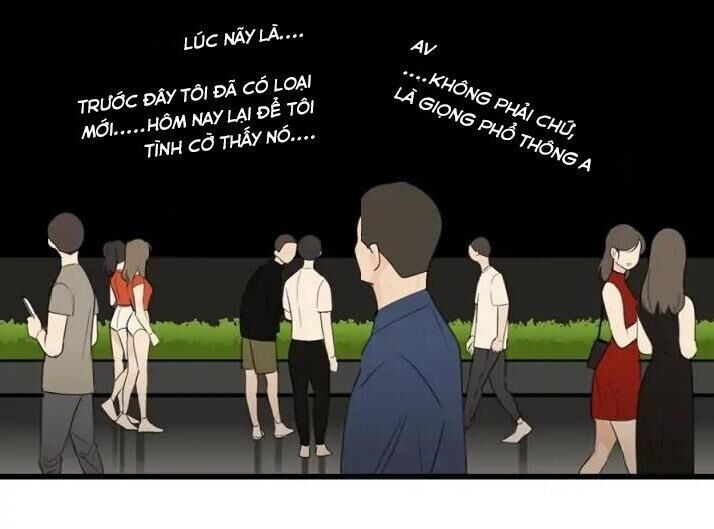 LÚC NÃY LÀ....
TRƯỚC ĐÂY TÔI ĐÃ CÓ LOẠI
MỚI.....HÔM NAY LẠI ĐỂ TÔI
TÌNH CỜ THẤY NÓ....
AV
....KHÔNG PHẢI CHỨ,
LÀ GIỌNG PHỔ THÔNG A